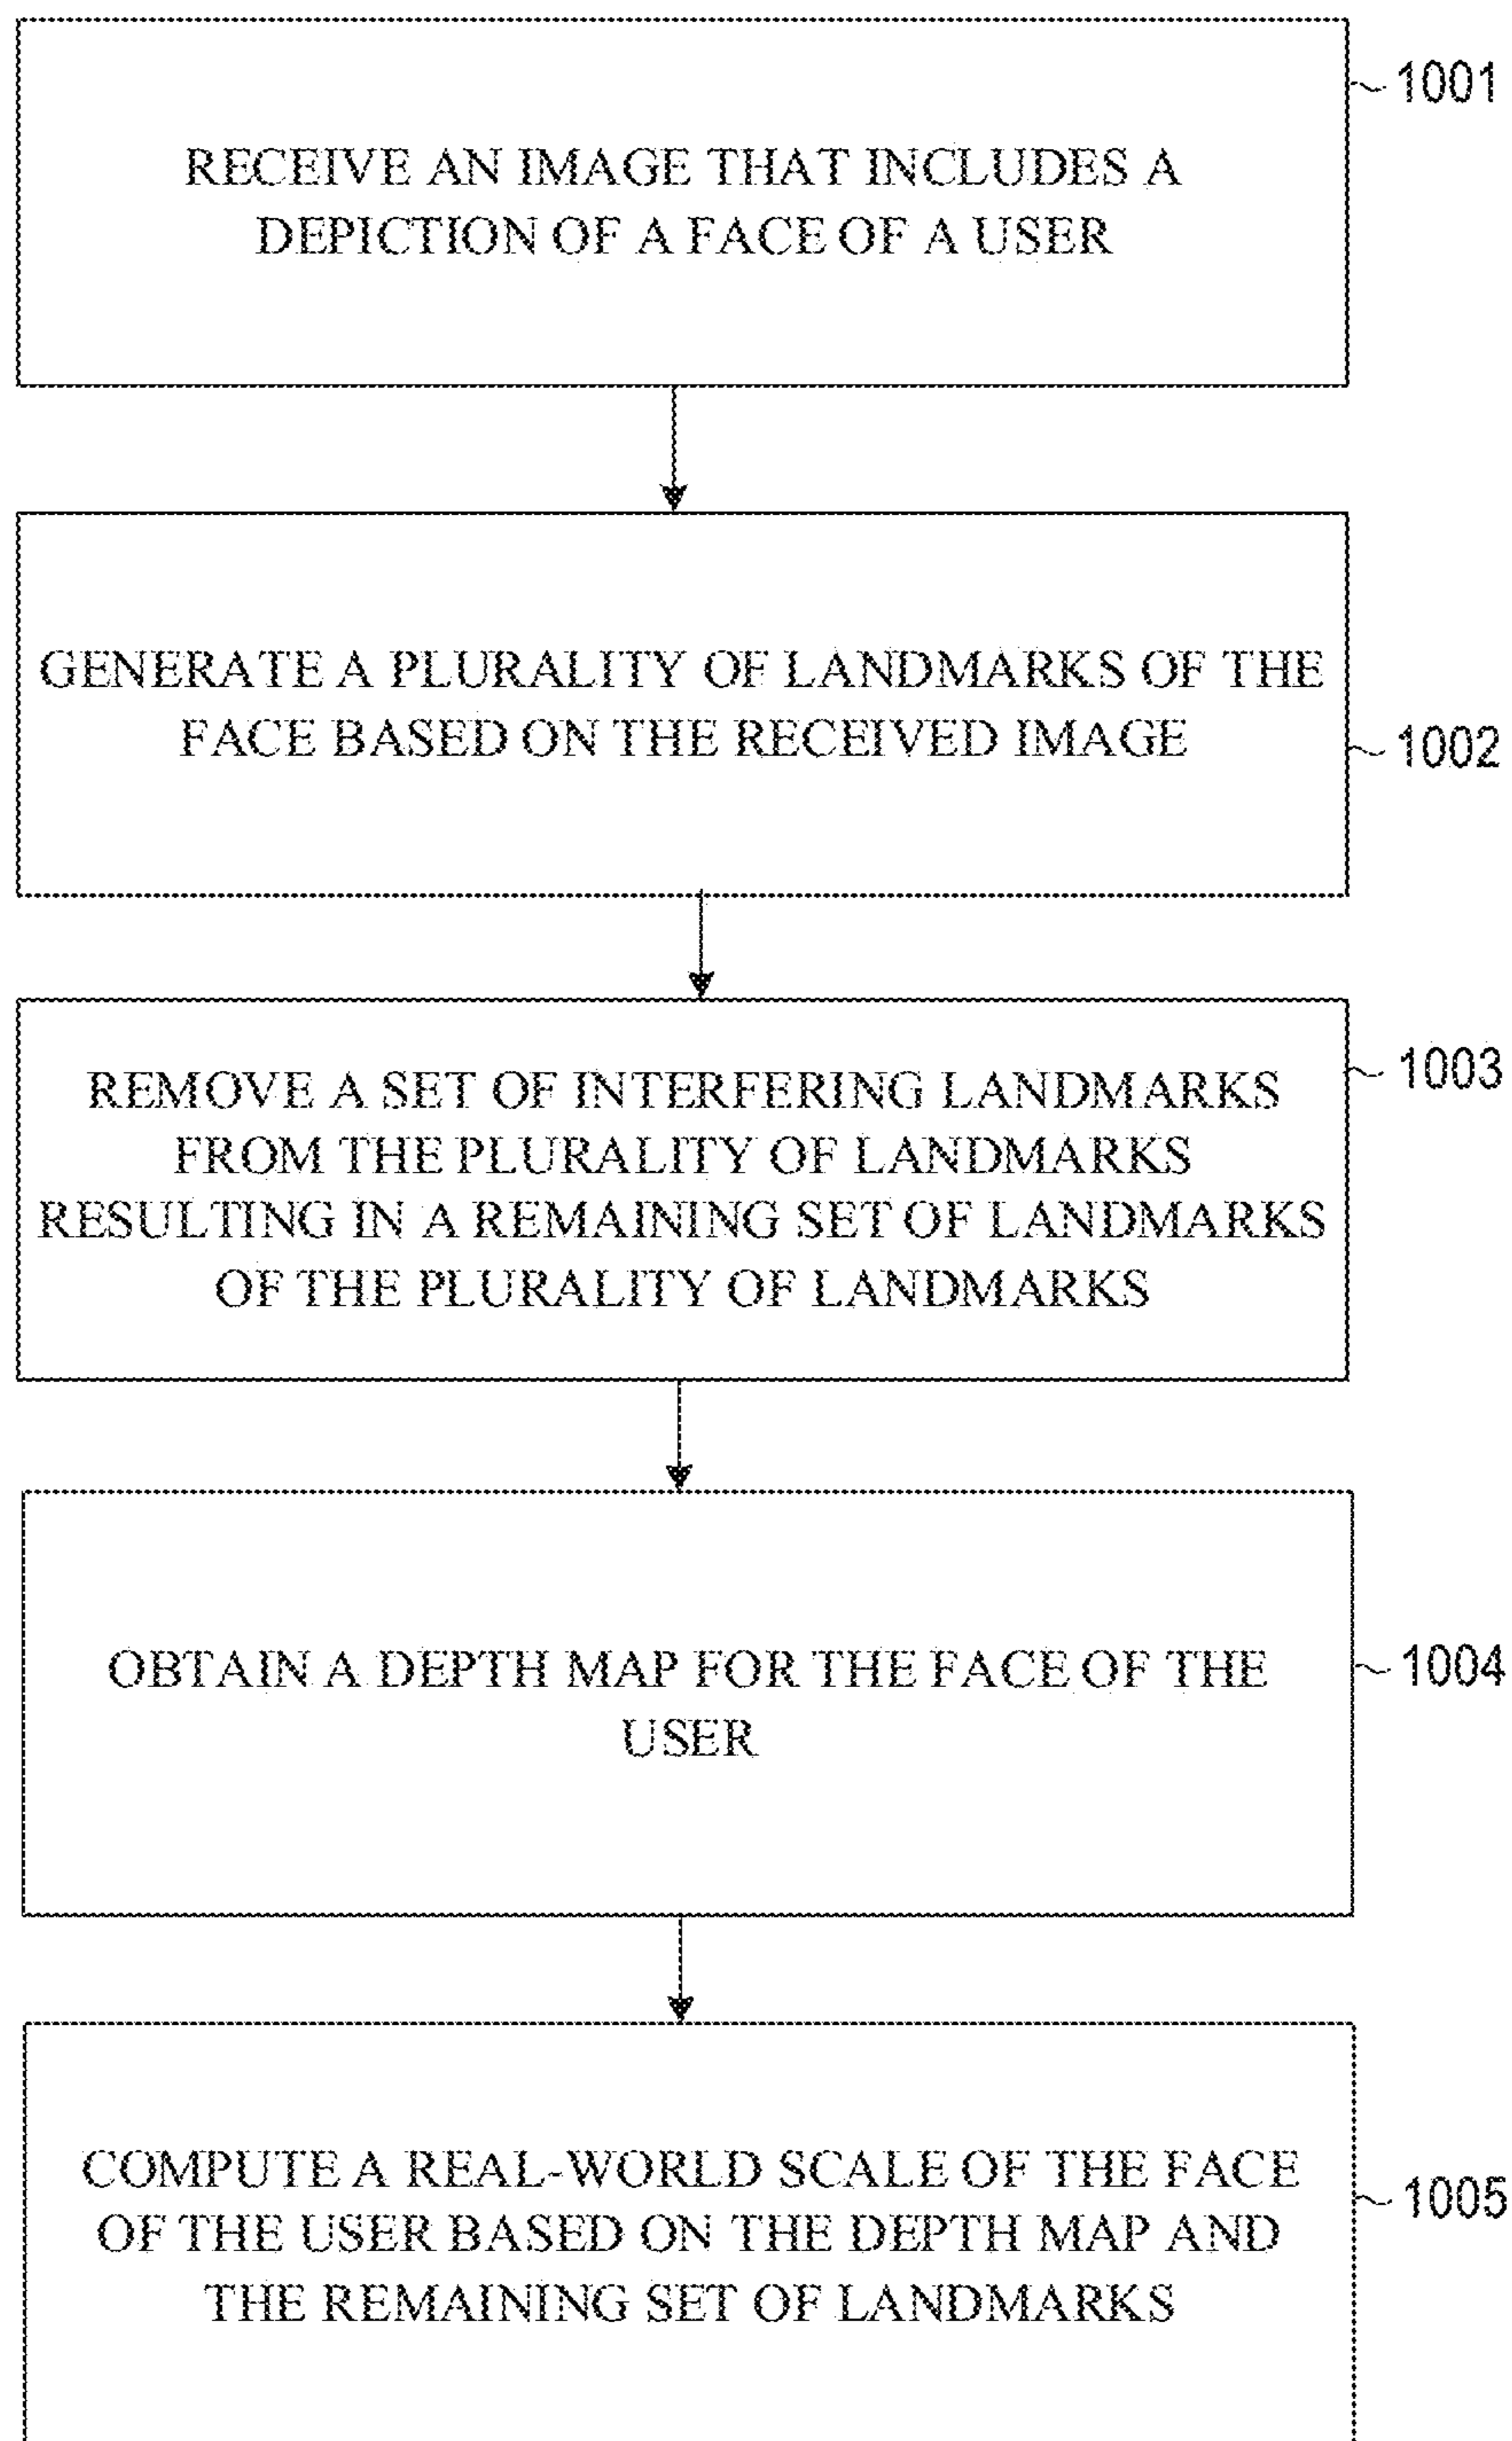 1001
RECEIVE AN IMAGE THAT INCLUDES A
DEPICTION OF A FACE OF A USER
GENERATE A PLURALITY OF LANDMARKS OF THE
FACE BASED ON THE RECEIVED IMAGE
1002
1003
REMOVE A SET OF INTERFERING LANDMARKS
FROM THE PLURALITY OF LANDMARKS
RESULTING IN A REMAINING SET OF LANDMARKS
OF THE PLURALITY OF LANDMARKS
OBTAIN A DEPTH MAP FOR THE FACE OF THE
USER
1004
COMPUTE A REAL-WORLD SCALE OF THE FACE
OF THE USER BASED ON THE DEPTH MAP AND
THE REMAINING SET OF LANDMARKS
1005